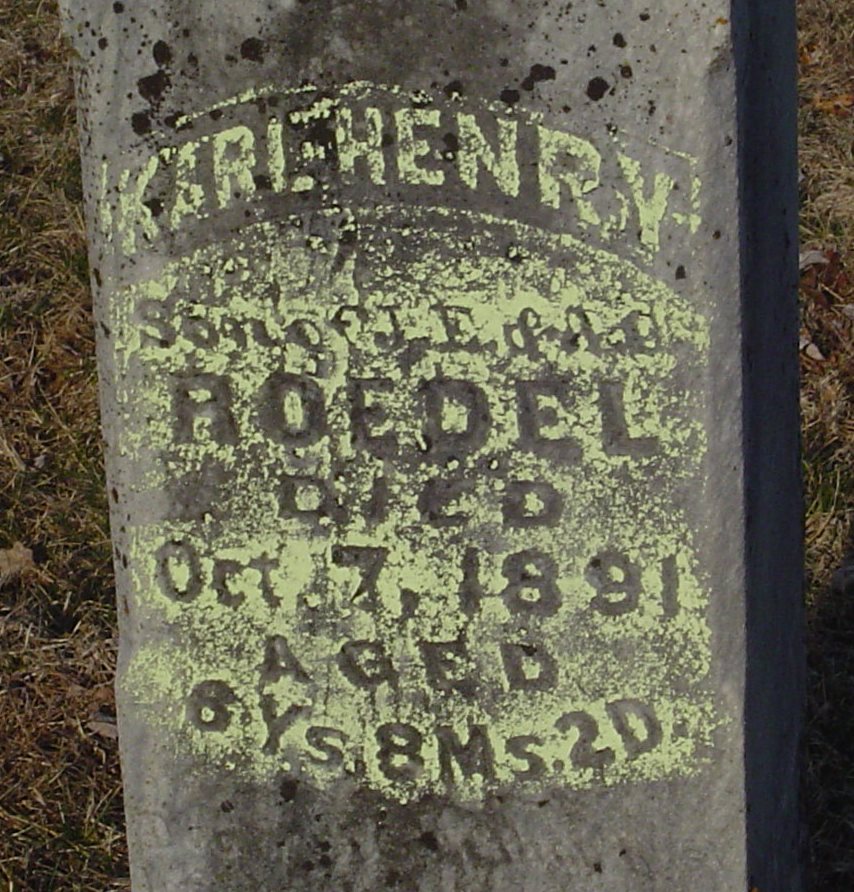 KARL HENRY
Son of J. E. & A. C.
ROEDEL
DIED
Oct. 7, 1891
AGED
6 Ys. 8 Ms. 2 D.